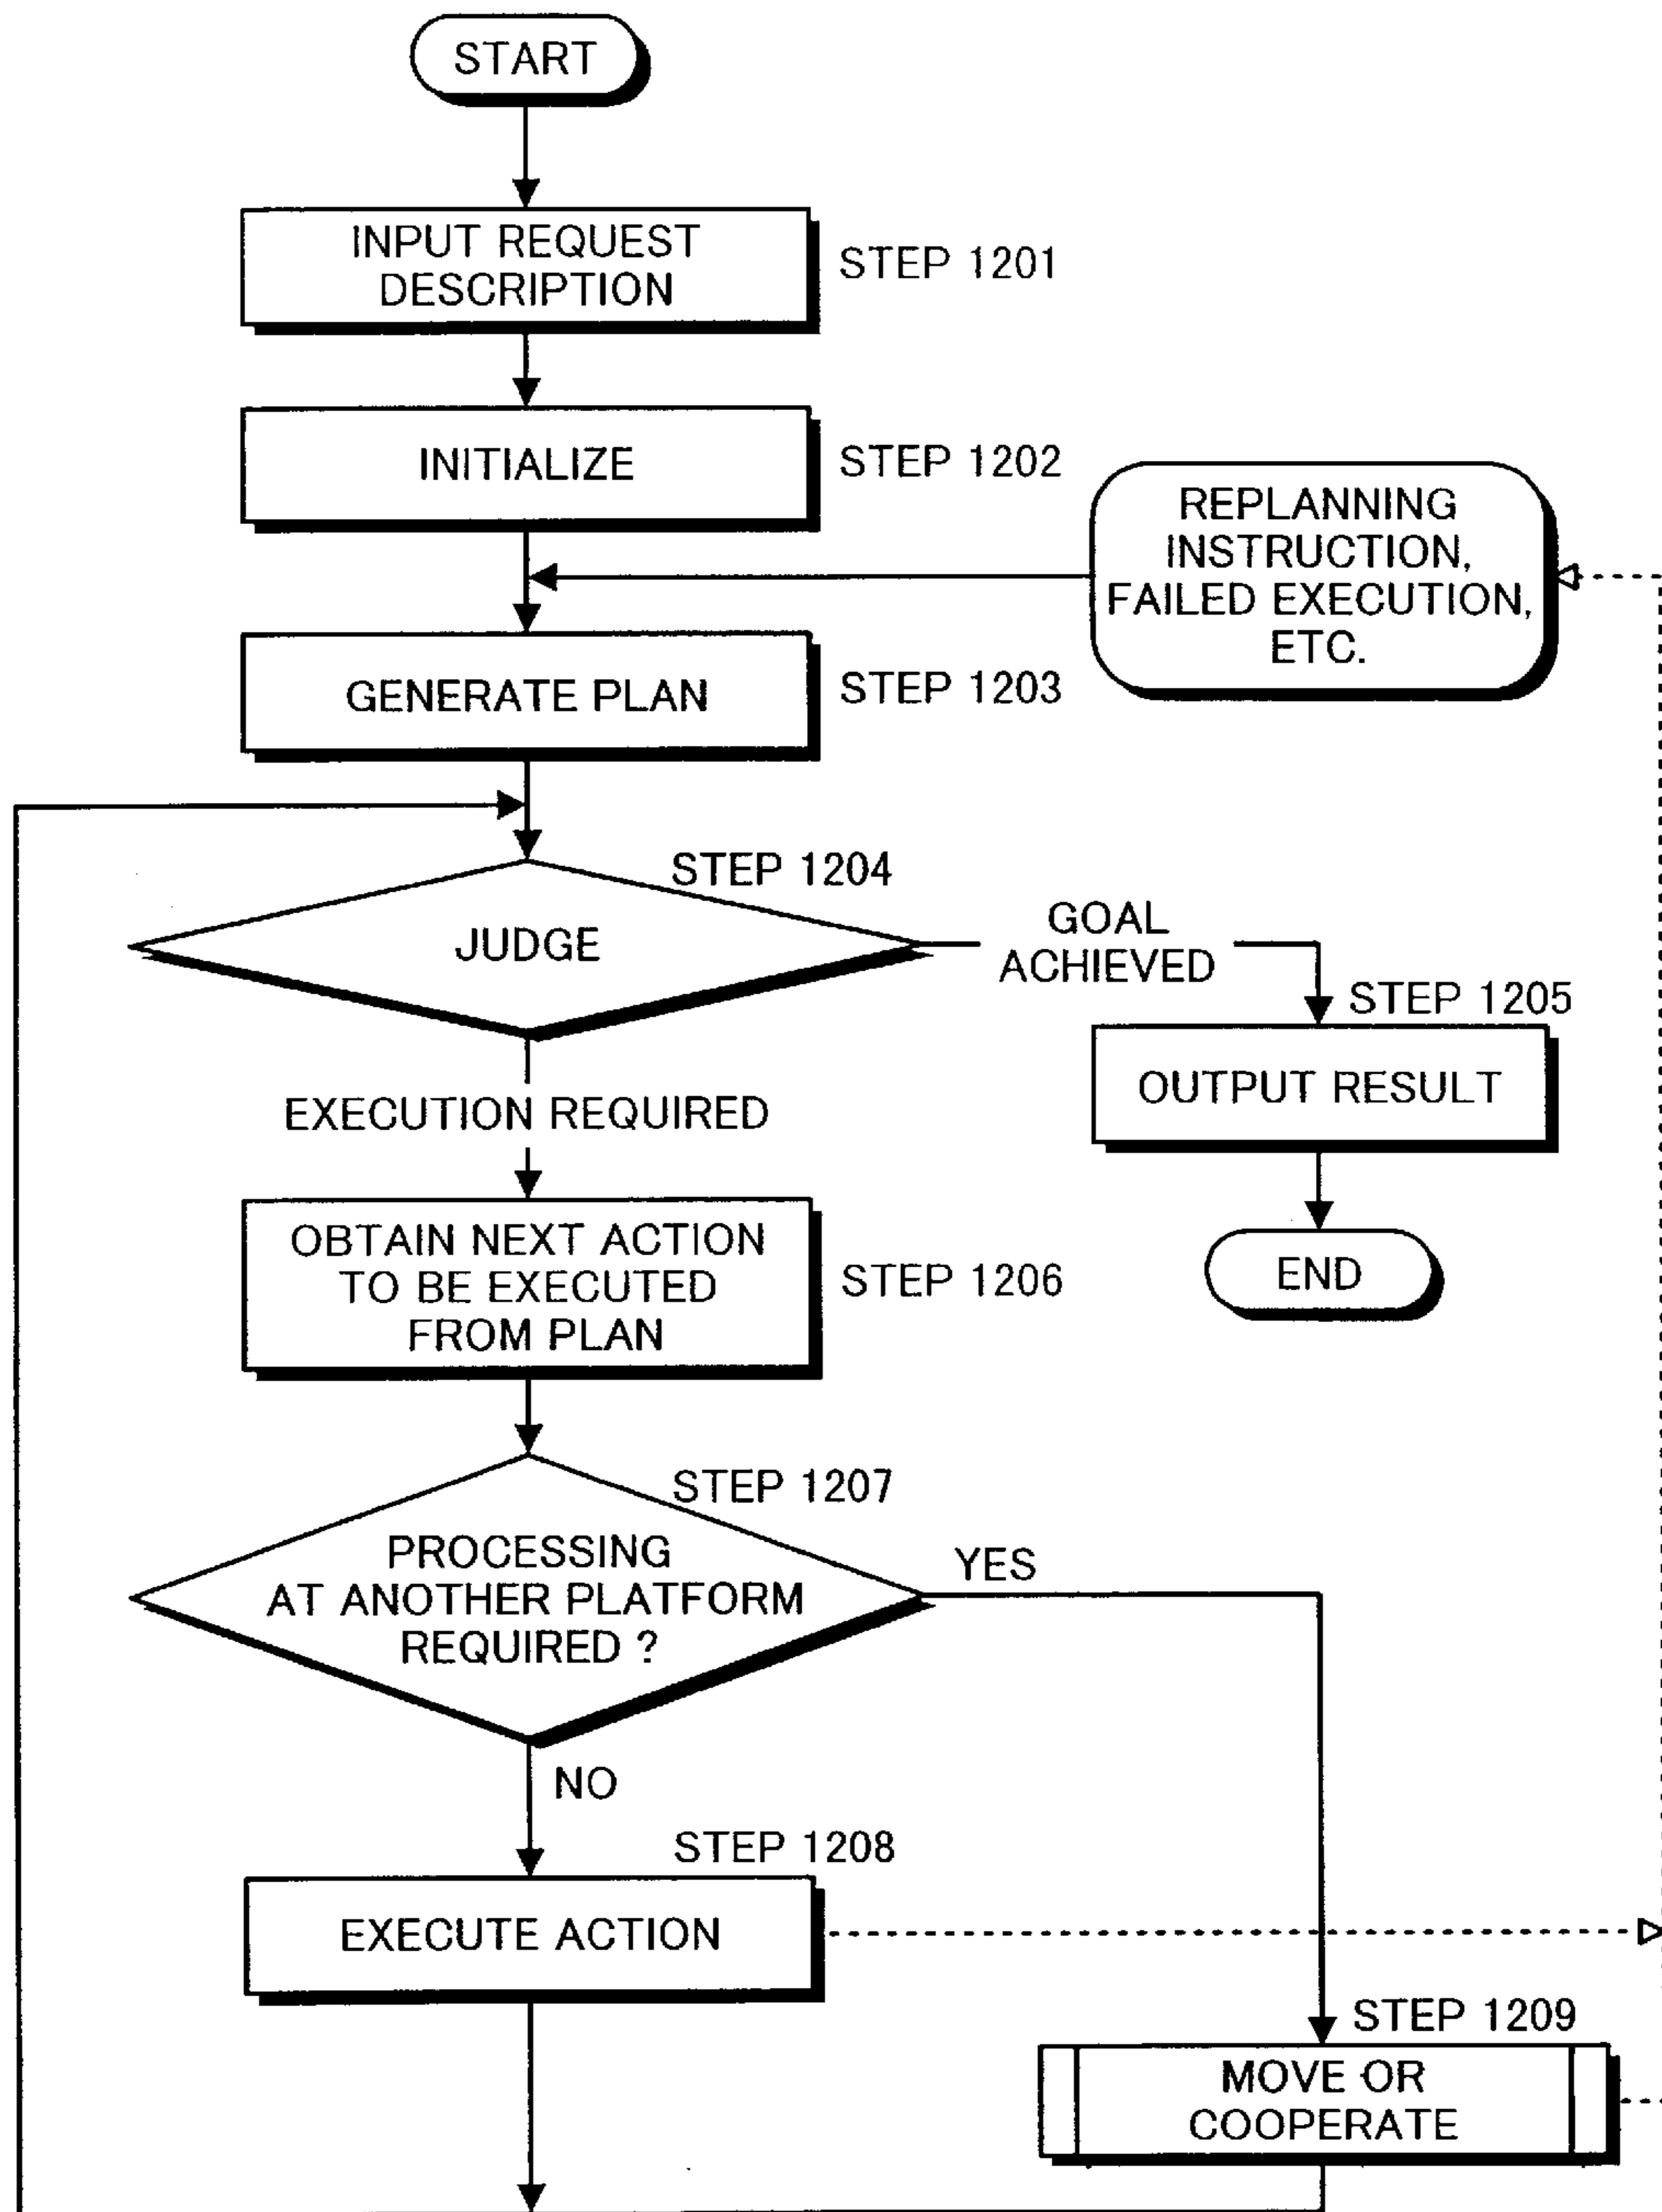 START
INPUT REQUEST
DESCRIPTION
STEP 1201
INITIALIZE
STEP 1202
REPLANNING
INSTRUCTION,
FAILED EXECUTION,
ETC.
GENERATE PLAN
STEP 1203
STEP 1204
JUDGE
GOAL
ACHIEVED
STEP 1205
OUTPUT RESULT
END
EXECUTION REQUIRED
OBTAIN NEXT ACTION
TO BE EXECUTED
FROM PLAN
STEP 1206
STEP 1207
PROCESSING
AT ANOTHER PLATFORM
REQUIRED ?
YES
NO
STEP 1208
EXECUTE ACTION
STEP 1209
MOVE OR
COOPERATE